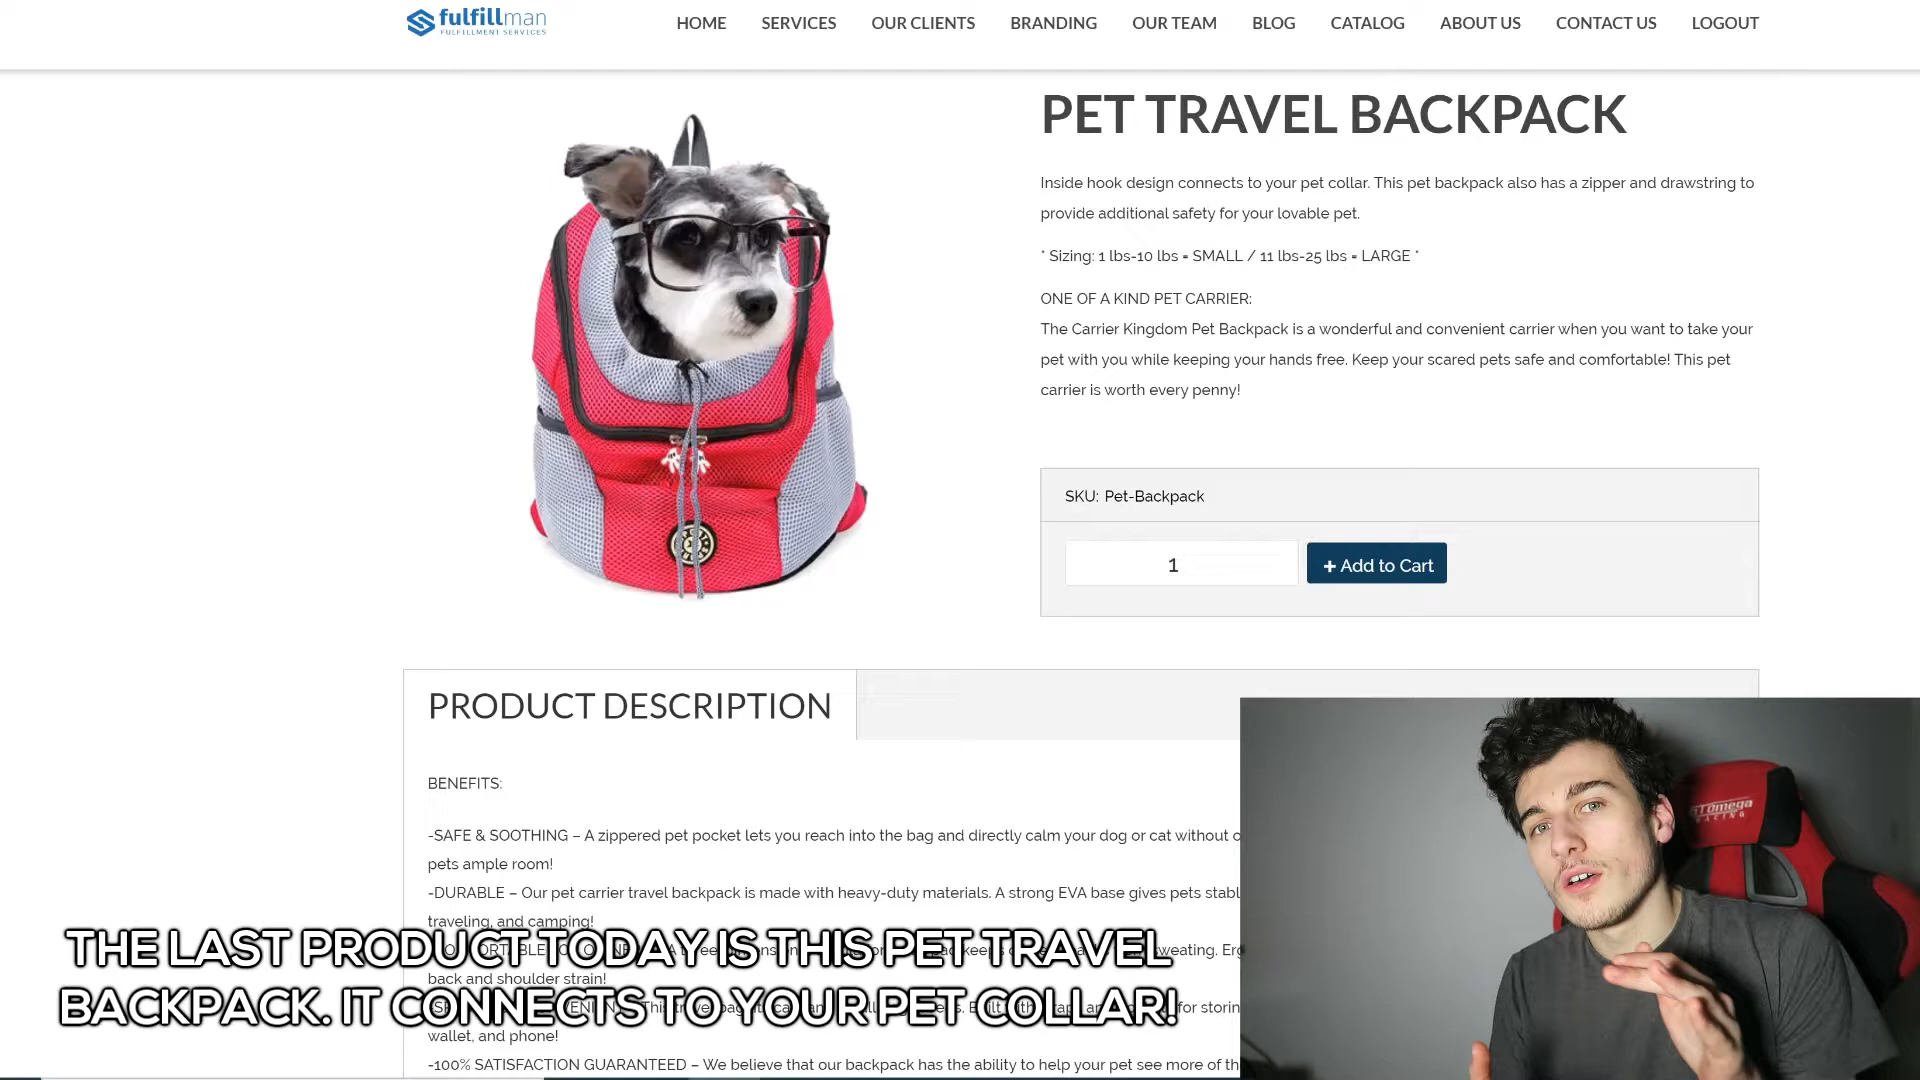 fulfillman
FULFILLMENT SERVICES
HOME SERVICES OUR CLIENTS BRANDING OUR TEAM BLOG CATALOG ABOUT US CONTACT US LOGOUT
PET TRAVEL BACKPACK
Inside hook design connects to your pet collar. This pet backpack also has a zipper and drawstring to
provide additional safety for your lovable pet.
* Sizing: 1 lbs-10 lbs = SMALL / 11 lbs-25 lbs = LARGE *
ONE OF A KIND PET CARRIER:
The Carrier Kingdom Pet Backpack is a wonderful and convenient carrier when you want to take your
pet with you while keeping your hands free. Keep your scared pets safe and comfortable! This pet
carrier is worth every penny!
SKU: Pet-Backpack
1
+ Add to Cart
PRODUCT DESCRIPTION
BENEFITS:
-SAFE & SOOTHING – A zippered pet pocket lets you reach into the bag and directly calm your dog or cat without
pets ample room!
-DURABLE – Our pet carrier travel backpack is made with heavy-duty materials. A strong EVA base gives pets
traveling, and camping!
sweating.
back and shoulder strain!
wallet, and phone!
-100% SATISFACTION GUARANTEED – We believe that our backpack has the ability to help your pet see more of
THE LAST PRODUCT TODAY IS THIS PET TRAVEL
BACKPACK. IT CONNECTS TO YOUR PET COLLAR!
RACING